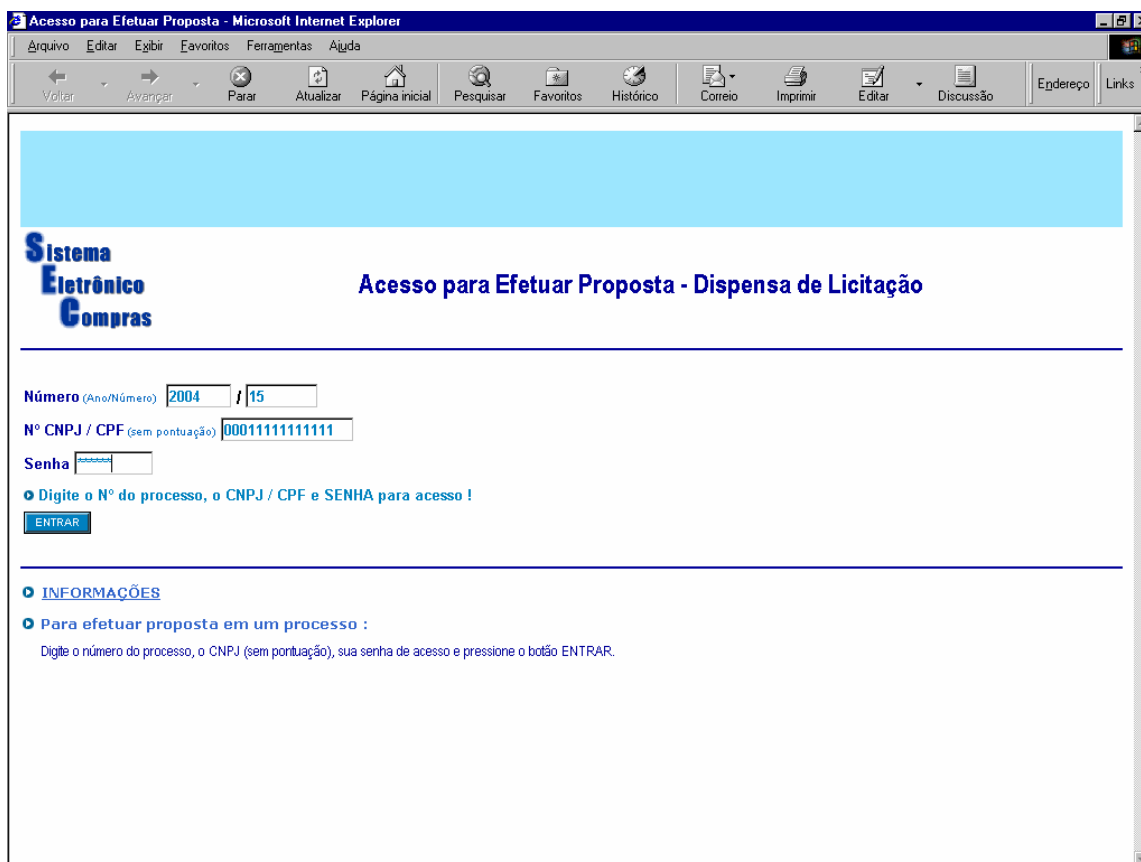 Acesso para Efetuar Proposta - Microsoft Internet Explorer
Arquivo Editar Exibir Favoritos Ferramentas Ajuda
Voltar Avançar Parar Atualizar Página inicial Pesquisar Favoritos Histórico Correio Imprimir Editar Discussão Endereço Links
Sistema
Eletrônico
Compras
Acesso para Efetuar Proposta - Dispensa de Licitação
Número (Ano/Número) 2004 / 15
Nº CNPJ / CPF (sem pontuação) 00011111111111
Senha ******
Digite o Nº do processo, o CNPJ / CPF e SENHA para acesso !
ENTRAR
INFORMAÇÕES
Para efetuar proposta em um processo :
Digite o número do processo, o CNPJ (sem pontuação), sua senha de acesso e pressione o botão ENTRAR.